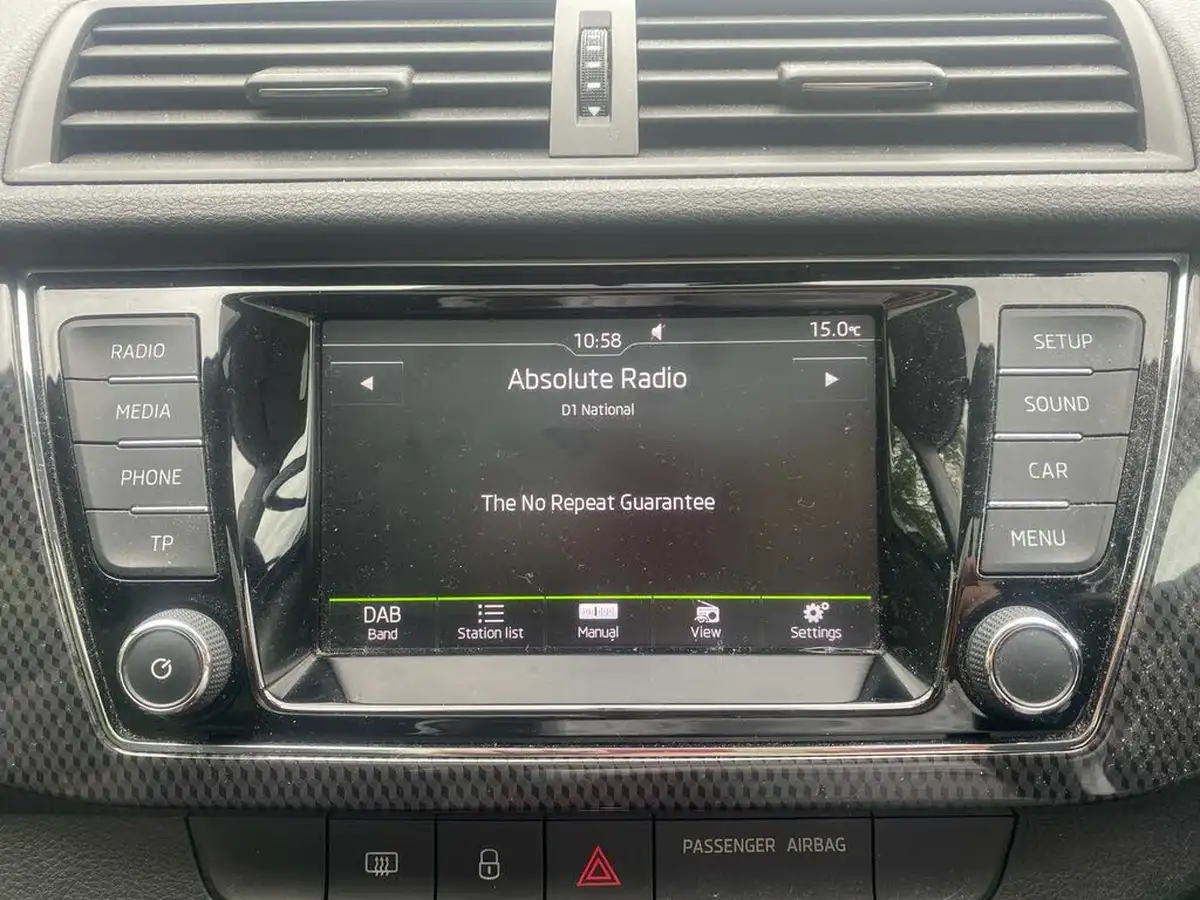 10:58
15.0℃
Absolute Radio
D1 National
The No Repeat Guarantee
DAB
Band
Station list
Manual
View
Settings
RADIO
MEDIA
PHONE
TP
SETUP
SOUND
CAR
MENU
PASSENGER AIRBAG